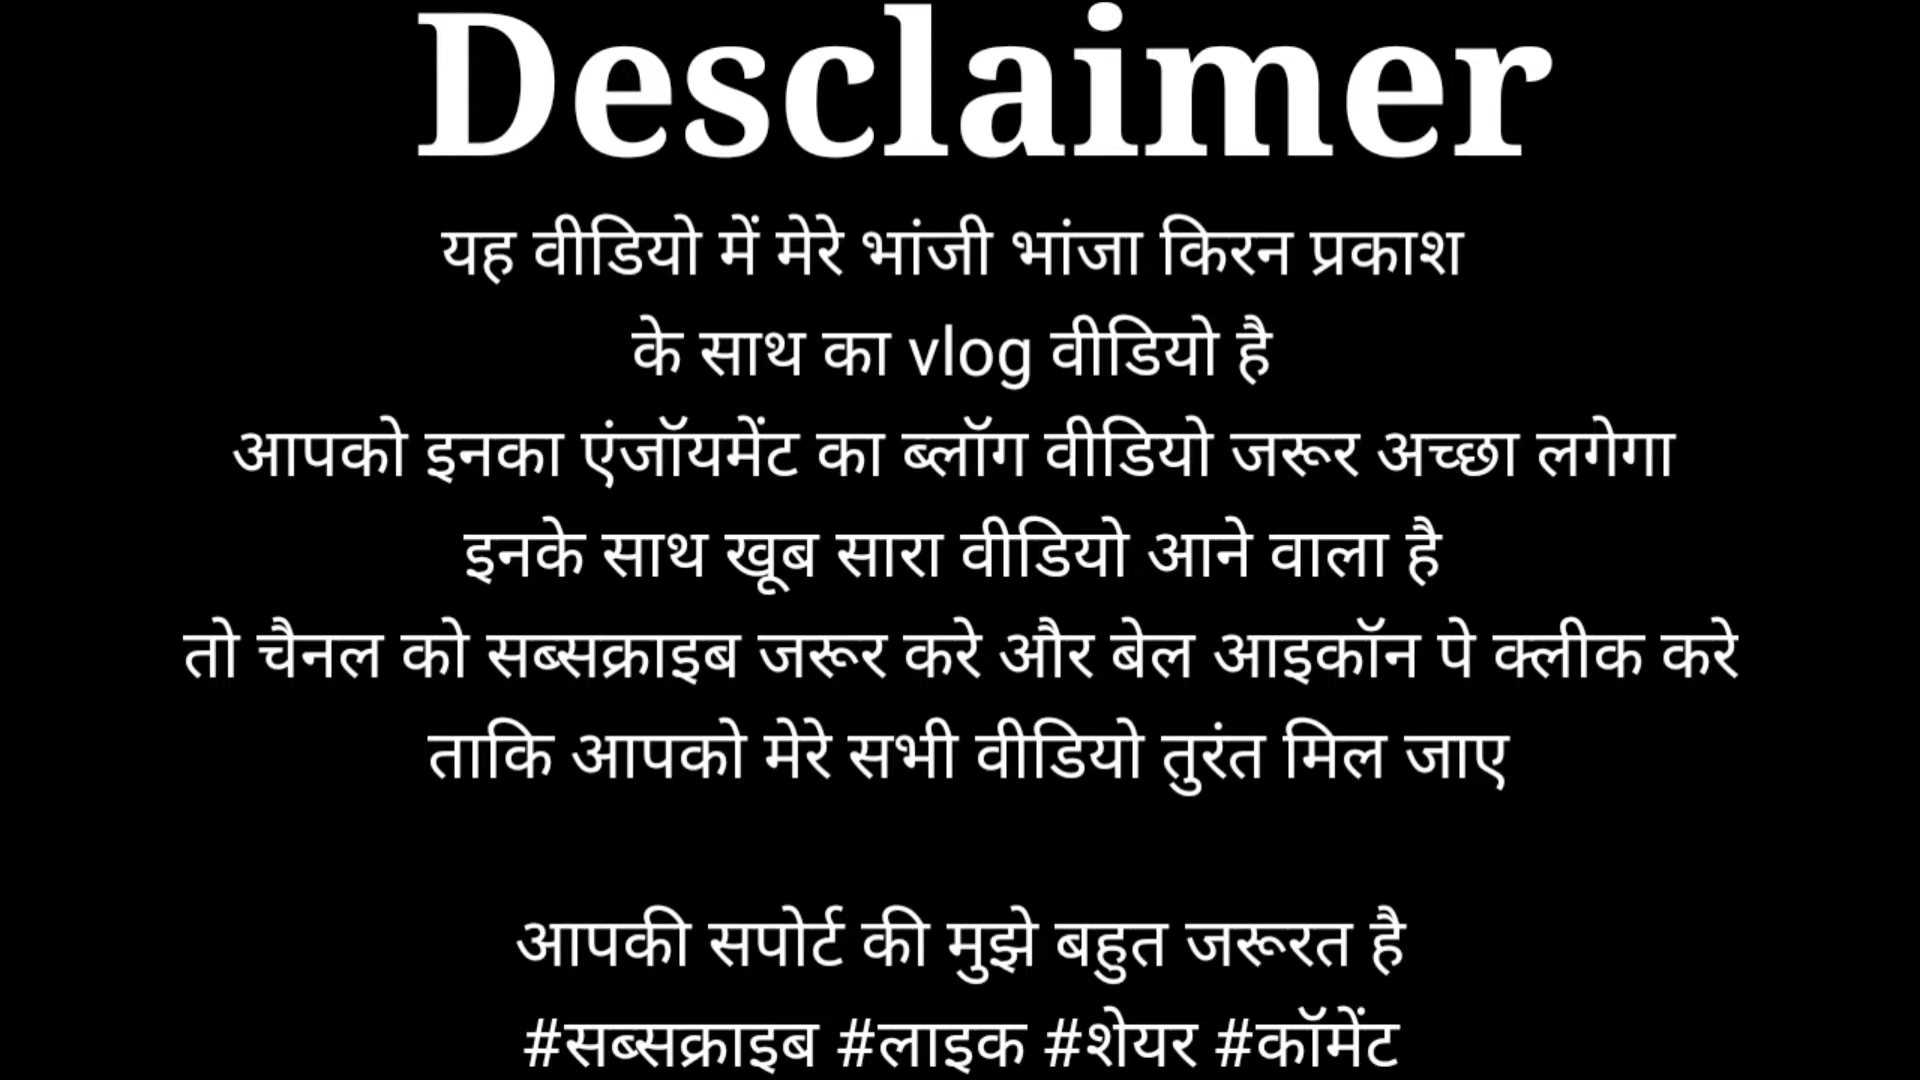 Desclaimer
यह वीडियो में मेरे भांजी भांजा किरन प्रकाश
के साथ का vlog वीडियो है
आपको इनका एंजॉयमेंट का ब्लॉग वीडियो जरूर अच्छा लगेगा
इनके साथ खूब सारा वीडियो आने वाला है
तो चैनल को सब्सक्राइब जरूर करे और बेल आइकॉन पे क्लीक करे
ताकि आपको मेरे सभी वीडियो तुरंत मिल जाए
आपकी सपोर्ट की मुझे बहुत जरूरत है
#सब्सक्राइब #लाइक #शेयर #कॉमेंट